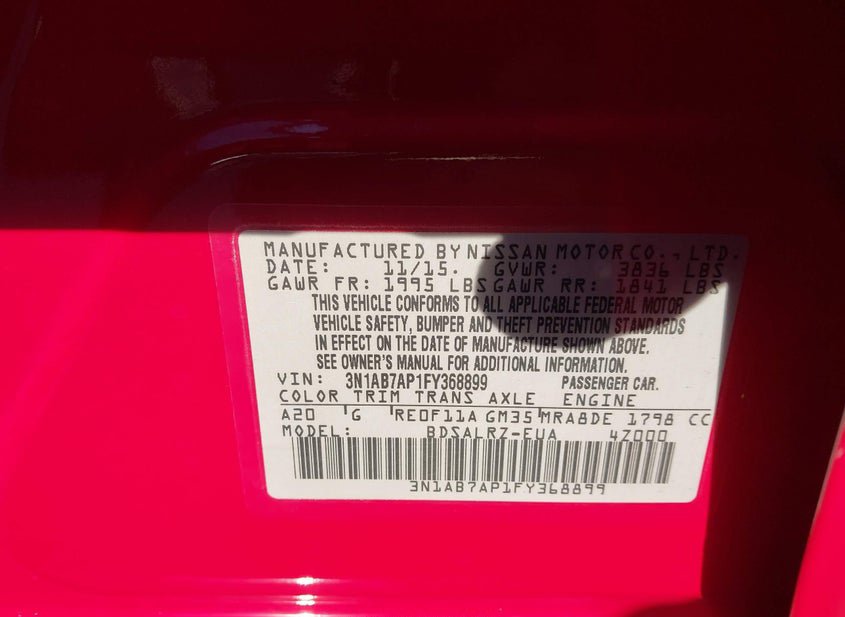 MANUFACTURED BY NISSAN MOTOR CO., LTD.
DATE: 11/15. GVWR: 3836 LBS
GAWR FR: 1995 LBS GAWR RR: 1841 LBS
THIS VEHICLE CONFORMS TO ALL APPLICABLE FEDERAL MOTOR
VEHICLE SAFETY, BUMPER AND THEFT PREVENTION STANDARDS
IN EFFECT ON THE DATE OF MANUFACTURE SHOWN ABOVE.
SEE OWNER'S MANUAL FOR ADDITIONAL INFORMATION.
VIN: 3N1AB7AP1FY368899 PASSENGER CAR.
COLOR TRIM TRANS AXLE ENGINE
A20 G RE0F11A GM35 MRA8DE 1798 CC
MODEL: BDSALRZ-EUA 4Z000
3N1AB7AP1FY368899